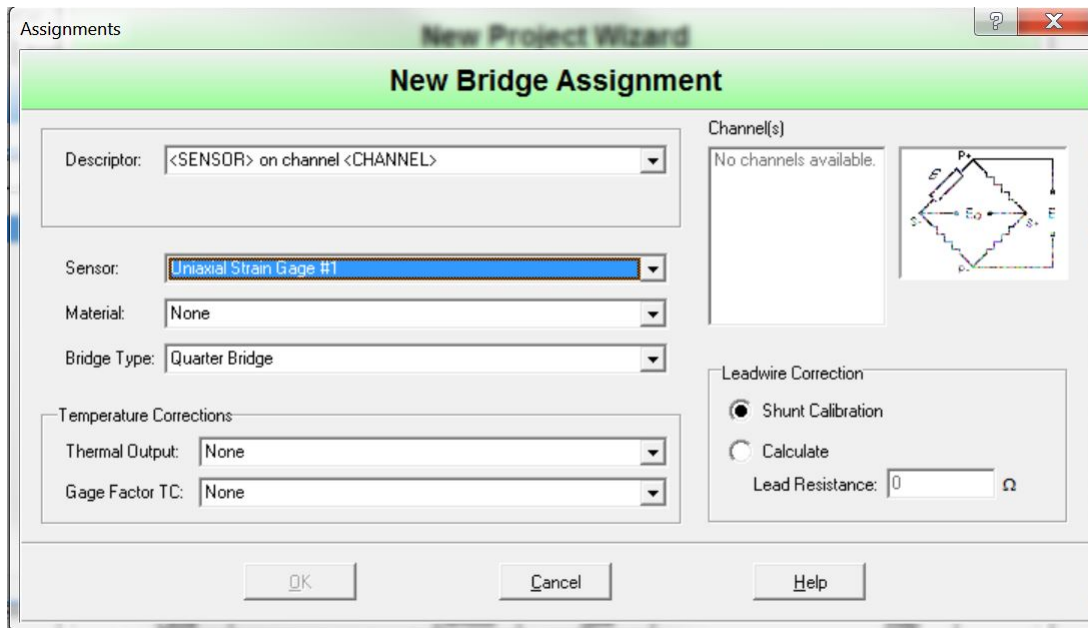 Assignments
New Project Wizard
New Bridge Assignment
Descriptor: <SENSOR> on channel <CHANNEL>
Sensor: Uniaxial Strain Gage #1
Material: None
Bridge Type: Quarter Bridge
Temperature Corrections
Thermal Output: None
Gage Factor TC: None
Channel(s)
No channels available.
P+
S-
E₀
S+
E
P-
Leadwire Correction
Shunt Calibration
Calculate
Lead Resistance: 0 Ω
OK
Cancel
Help